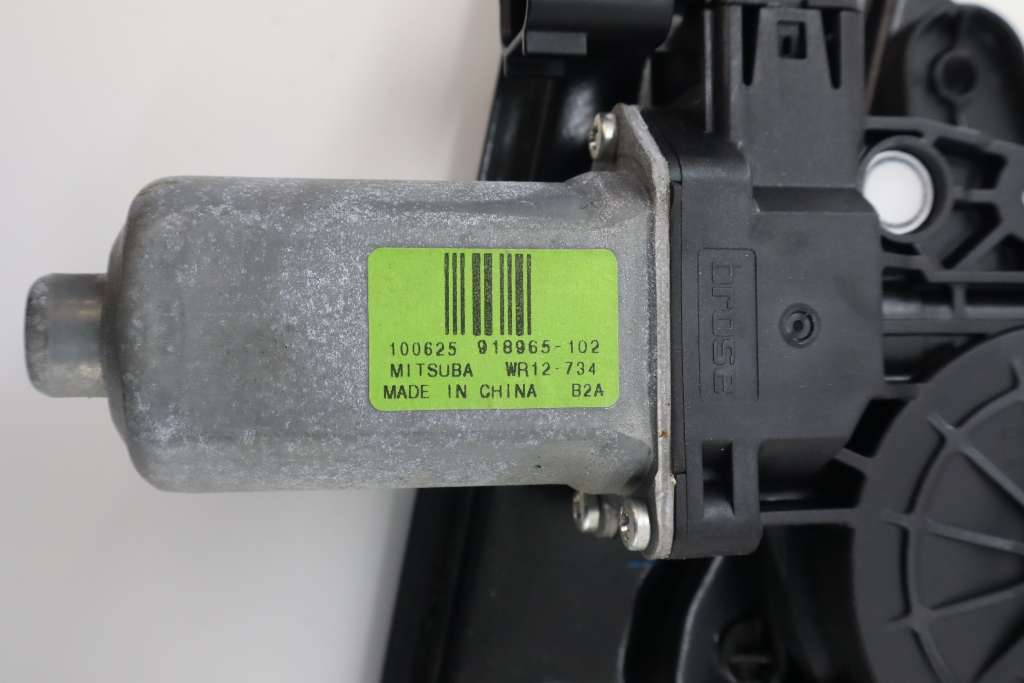 100625 918965-102
MITSUBA WR12-734
MADE IN CHINA B2A
brose